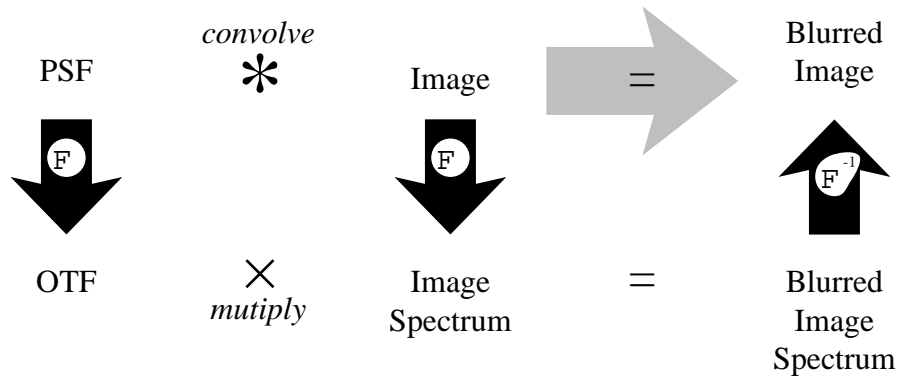 convolve
PSF * Image = Blurred
Image
F F F⁻¹
OTF × Image = Blurred
mutiply Spectrum Image
Spectrum